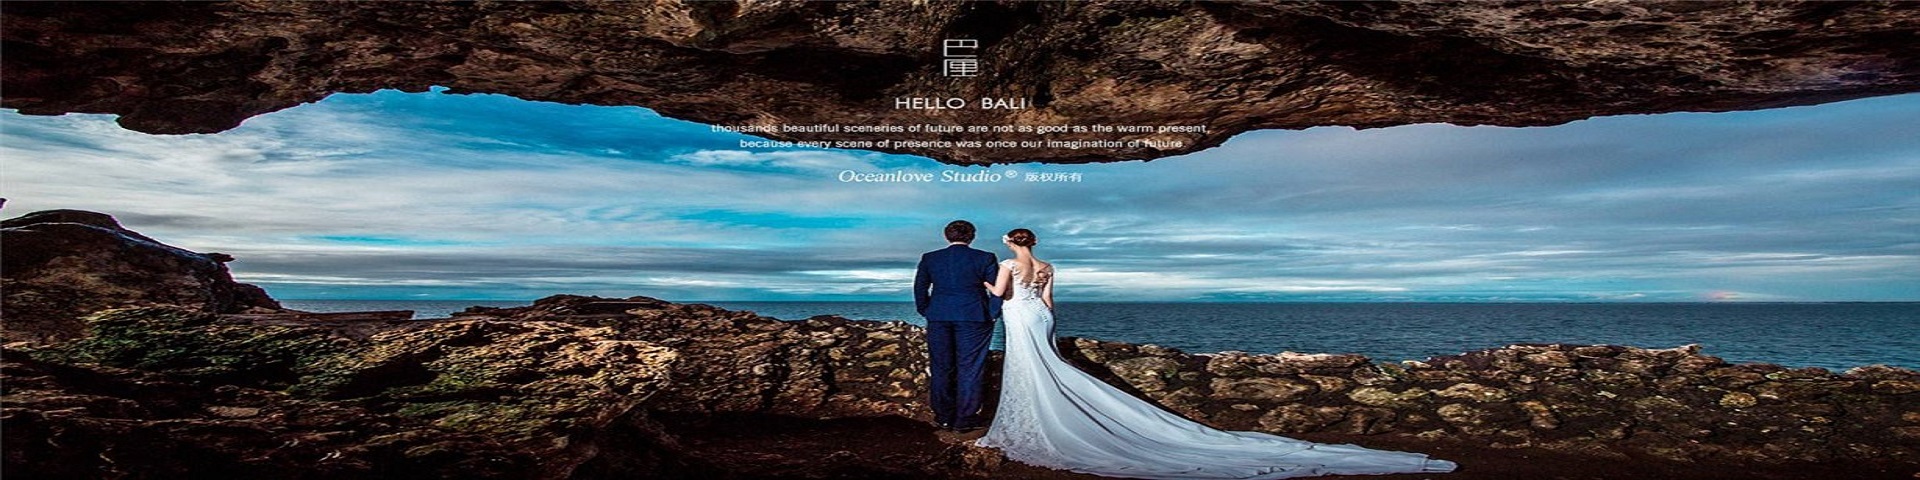 巴厘
HELLO BALI
thousands beautiful sceneries of future are not as good as the warm present,
because every scene of presence was once our imagination of future.
Oceanlove Studio® 版权所有